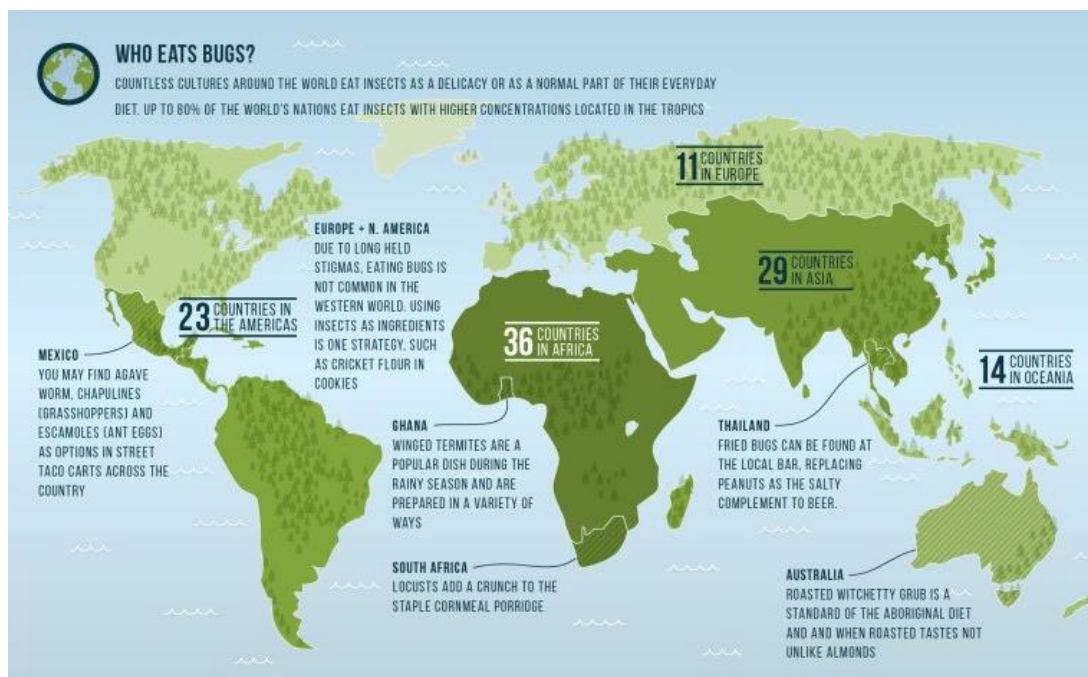 WHO EATS BUGS?
COUNTLESS CULTURES AROUND THE WORLD EAT INSECTS AS A DELICACY OR AS A NORMAL PART OF THEIR EVERYDAY
DIET. UP TO 80% OF THE WORLD'S NATIONS EAT INSECTS WITH HIGHER CONCENTRATIONS LOCATED IN THE TROPICS
11 COUNTRIES
IN EUROPE
EUROPE + N. AMERICA
DUE TO LONG HELD
STIGMAS, EATING BUGS IS
NOT COMMON IN THE
WESTERN WORLD. USING
INSECTS AS INGREDIENTS
IS ONE STRATEGY, SUCH
AS CRICKET FLOUR IN
COOKIES
29 COUNTRIES
IN ASIA
23 COUNTRIES IN
THE AMERICAS
36 COUNTRIES
IN AFRICA
14 COUNTRIES
IN OCEANIA
MEXICO
YOU MAY FIND AGAVE
WORM, CHAPULINES
(GRASSHOPPERS) AND
ESCAMOLES (ANT EGGS)
AS OPTIONS IN STREET
TACO CARTS ACROSS THE
COUNTRY
GHANA
WINGED TERMITES ARE A
POPULAR DISH DURING THE
RAINY SEASON AND ARE
PREPARED IN A VARIETY OF
WAYS
THAILAND
FRIED BUGS CAN BE FOUND AT
THE LOCAL BAR, REPLACING
PEANUTS AS THE SALTY
COMPLEMENT TO BEER.
SOUTH AFRICA
LOCUSTS ADD A CRUNCH TO THE
STAPLE CORNMEAL PORRIDGE
AUSTRALIA
ROASTED WITCHETTY GRUB IS A
STANDARD OF THE ABORIGINAL DIET
AND AND WHEN ROASTED TASTES NOT
UNLIKE ALMONDS